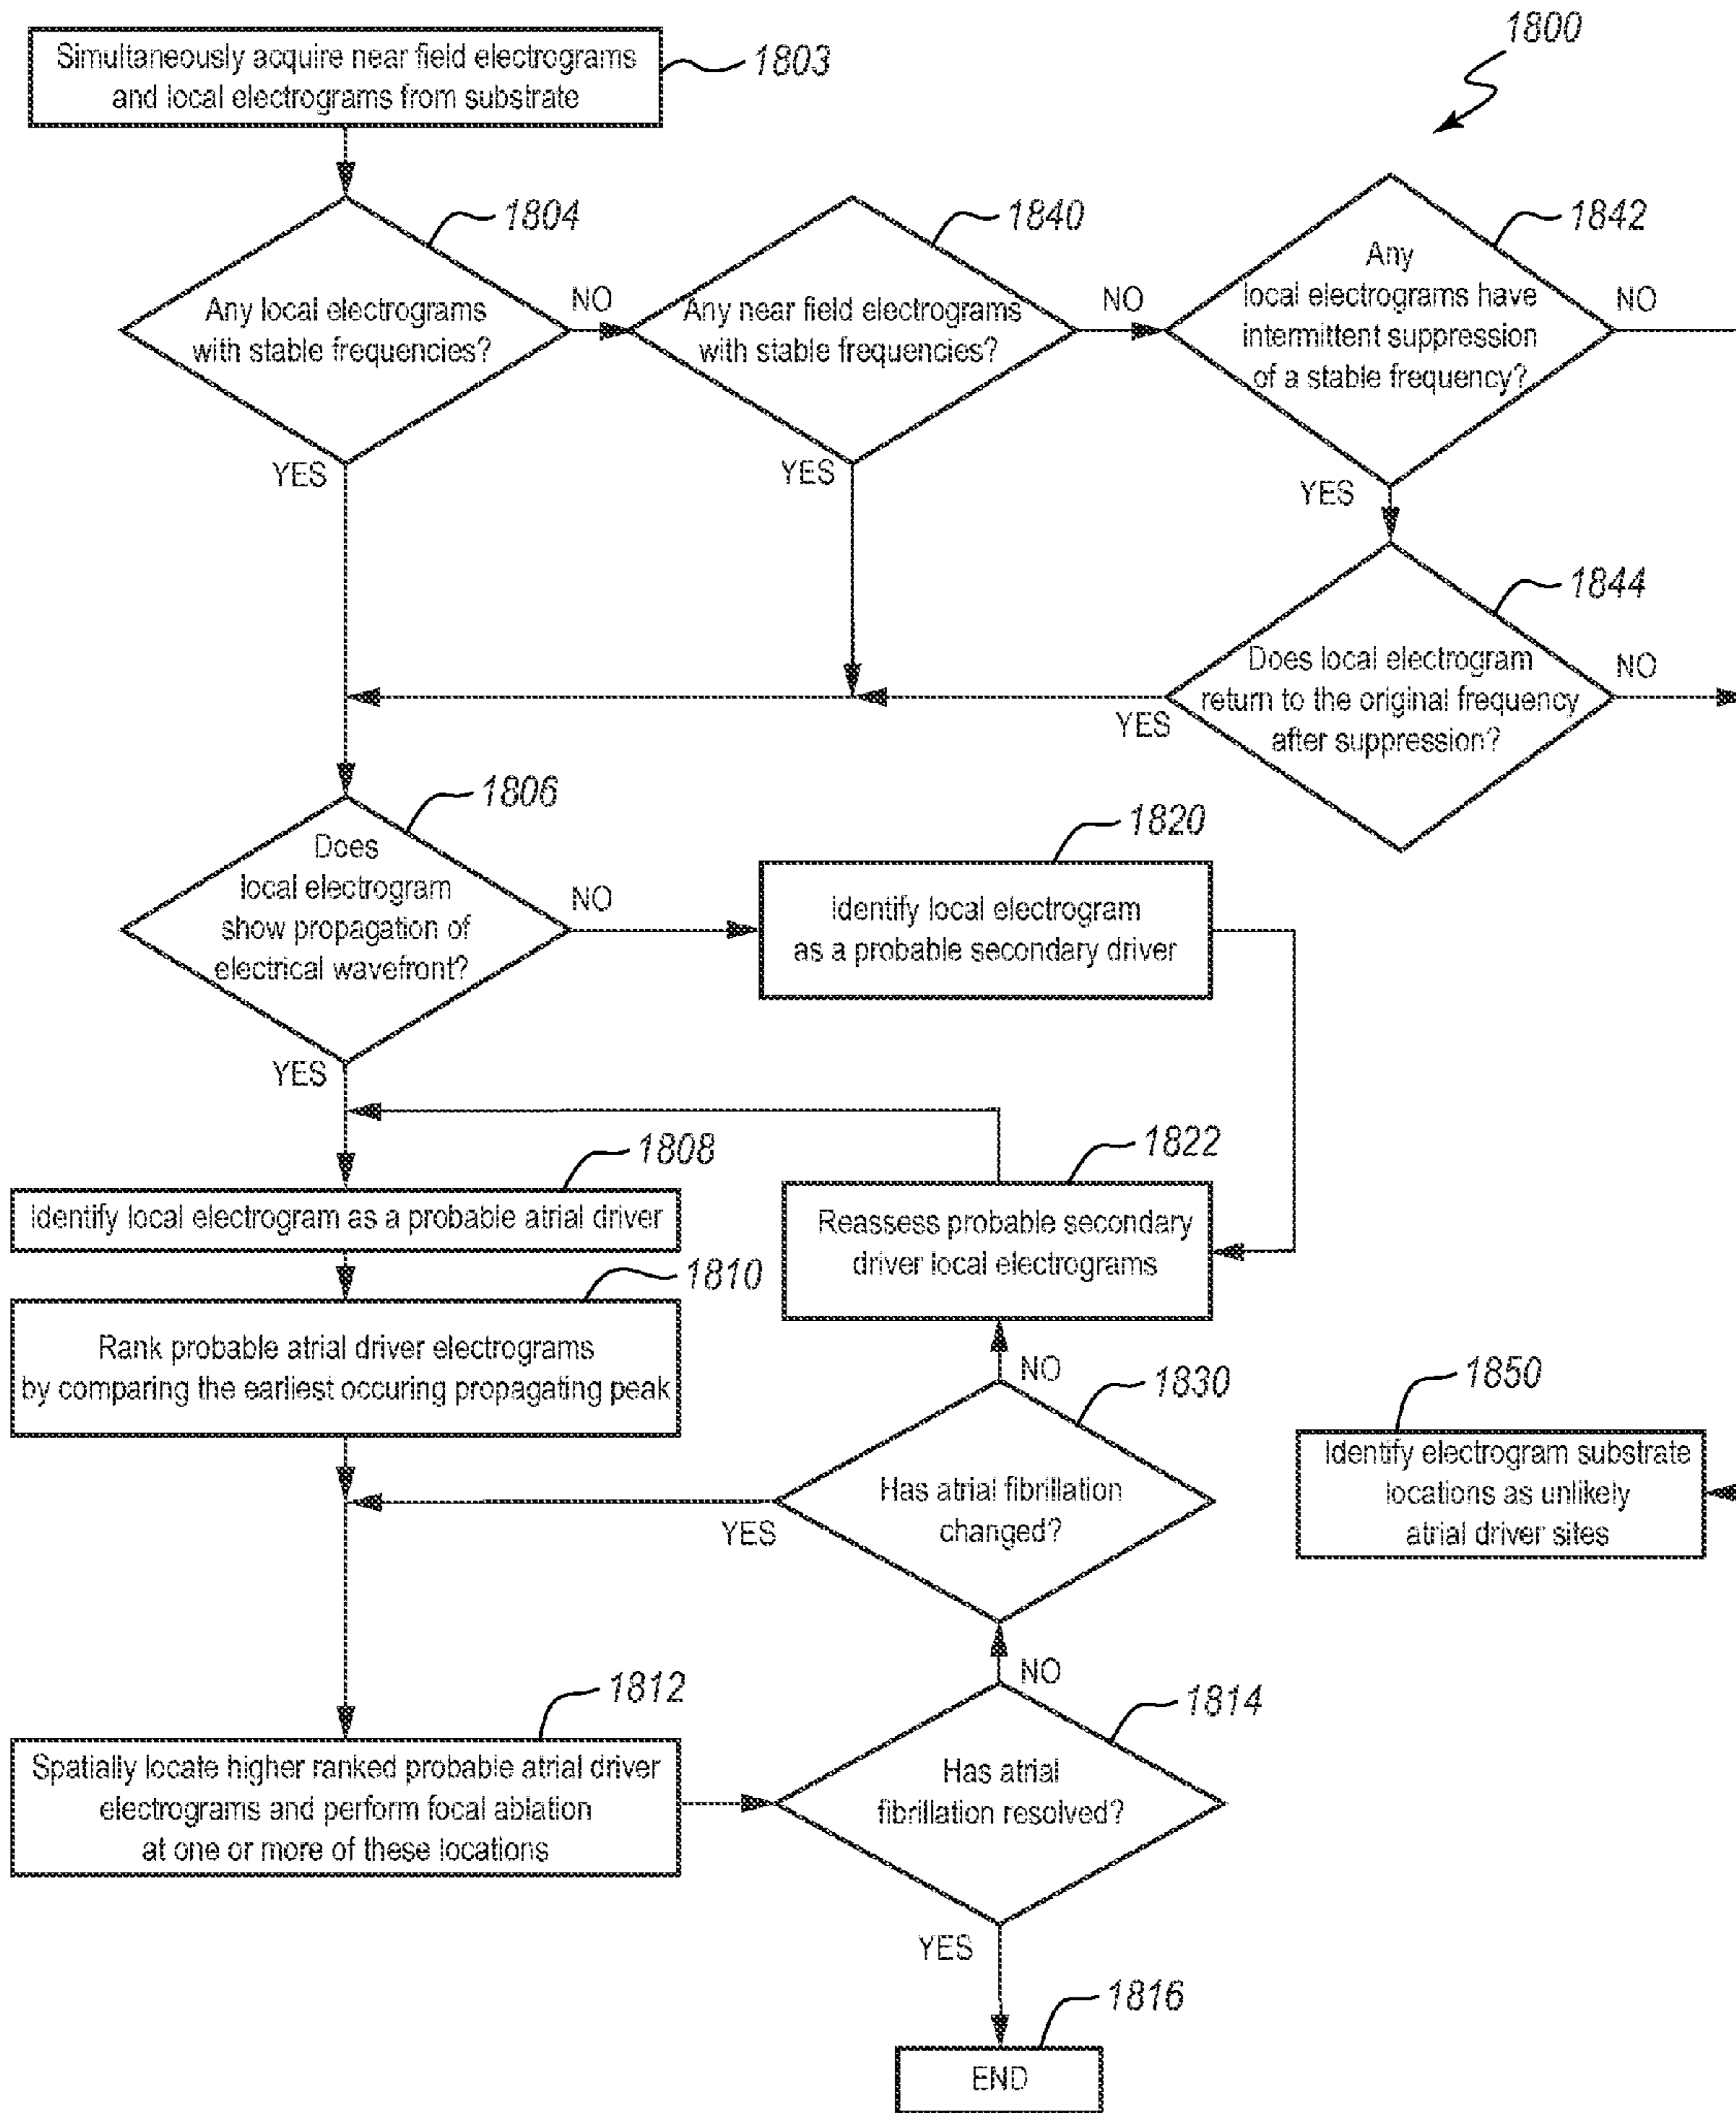 1800
Simultaneously acquire near field electrograms
and local electrograms from substrate
1803
1804
Any local electrograms
with stable frequencies?
NO
YES
1840
Any near field electrograms
with stable frequencies?
NO
YES
1842
Any
local electrograms have
intermittent suppression
of a stable frequency?
NO
YES
1844
Does local electrogram
return to the original frequency
after suppression?
NO
YES
1806
Does
local electrogram
show propagation of
electrical wavefront?
NO
YES
1820
Identify local electrogram
as a probable secondary driver
1822
Reassess probable secondary
driver local electrograms
1808
Identify local electrogram as a probable atrial driver
1810
Rank probable atrial driver electrograms
by comparing the earliest occuring propagating peak
NO
1830
Has atrial fibrillation
changed?
YES
1850
Identify electrogram substrate
locations as unlikely
atrial driver sites
1812
Spatially locate higher ranked probable atrial driver
electrograms and perform focal ablation
at one or more of these locations
NO
1814
Has atrial
fibrillation resolved?
YES
1816
END